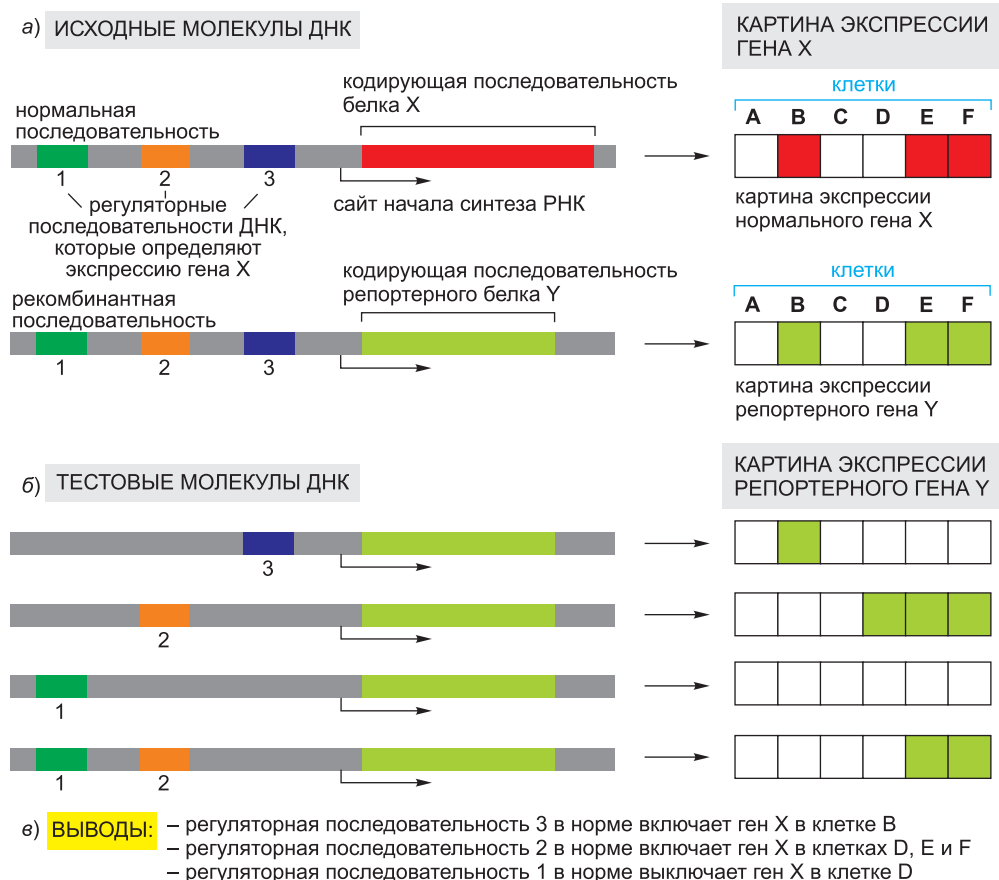 а) ИСХОДНЫЕ МОЛЕКУЛЫ ДНК
КАРТИНА ЭКСПРЕССИИ
ГЕНА X
нормальная
последовательность
кодирующая последовательность
белка X
клетки
A B C D E F
1 2 3
регуляторные
последовательности ДНК,
которые определяют
экспрессию гена X
сайт начала синтеза РНК
картина экспрессии
нормального гена X
рекомбинантная
последовательность
кодирующая последовательность
репортерного белка Y
клетки
A B C D E F
1 2 3
картина экспрессии
репортерного гена Y
б) ТЕСТОВЫЕ МОЛЕКУЛЫ ДНК
КАРТИНА ЭКСПРЕССИИ
РЕПОРТЕРНОГО ГЕНА Y
3
2
1
1 2
в) ВЫВОДЫ: – регуляторная последовательность 3 в норме включает ген X в клетке B
– регуляторная последовательность 2 в норме включает ген X в клетках D, E и F
– регуляторная последовательность 1 в норме выключает ген X в клетке D